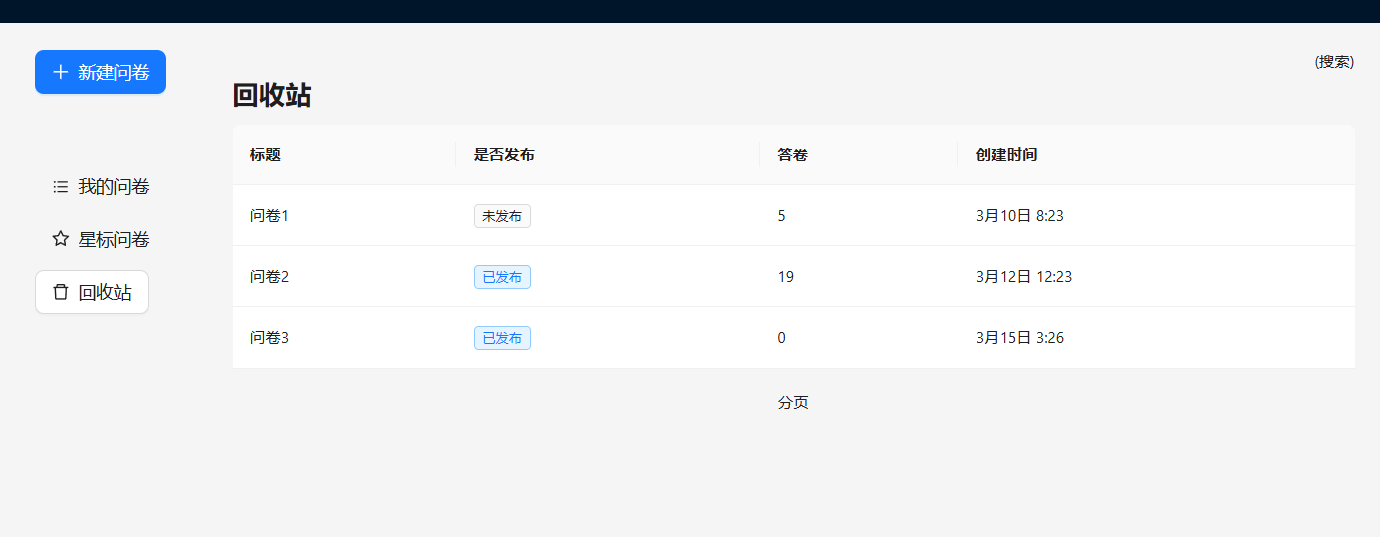 新建问卷
(搜索)
回收站
标题 是否发布 答卷 创建时间
我的问卷
问卷1 未发布 5 3月10日 8:23
星标问卷
问卷2 已发布 19 3月12日 12:23
回收站
问卷3 已发布 0 3月15日 3:26
分页